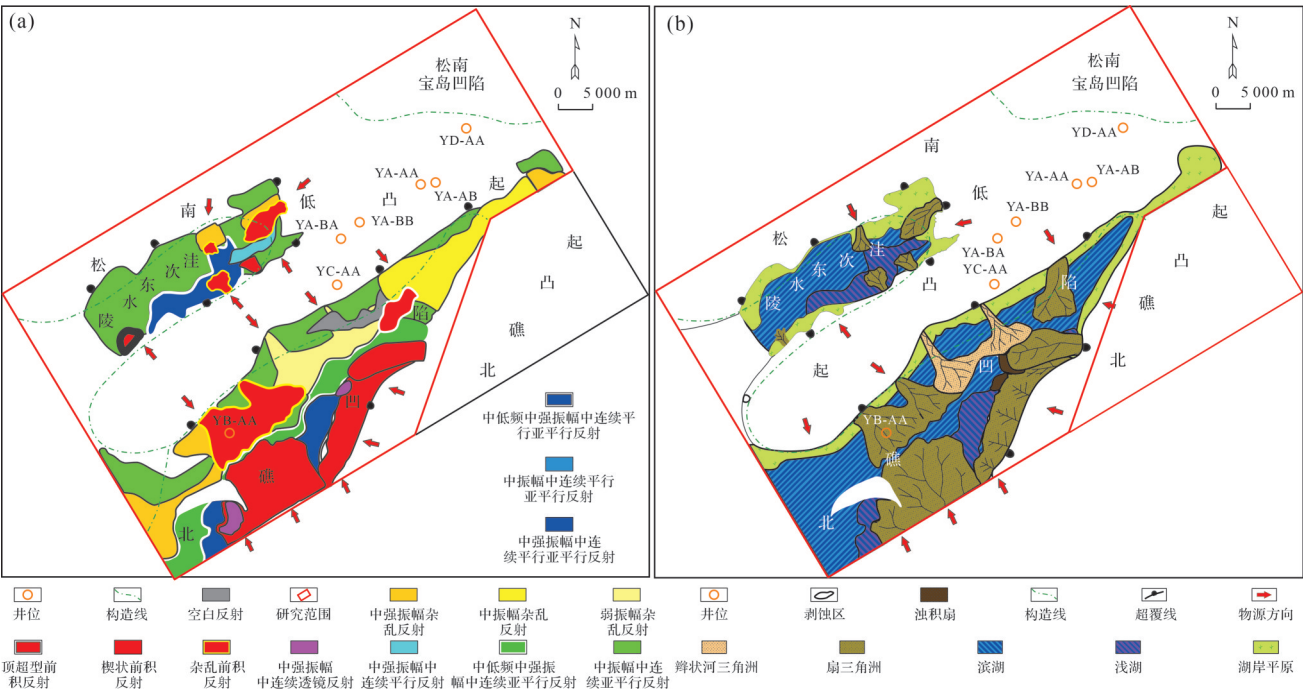 (a)
N
0 5 000 m
松南
宝岛凹陷
YD-AA
YA-AA
YA-AB
YA-BB
YA-BA
YC-AA
YB-AA
松
南
低
凸
起
陵
水
东
次
洼
北
礁
凹
陷
北
礁
凸
起
中低频中强振幅中连续平
行亚平行反射
中振幅中连续平行
亚平行反射
中强振幅中连
续平行亚平行反射
(b)
N
0 5 000 m
松南
宝岛凹陷
YD-AA
YA-AA
YA-AB
YA-BB
YA-BA
YC-AA
YB-AA
松
南
低
凸
起
陵
水
东
次
洼
北
礁
凹
陷
北
礁
凸
起
井位
构造线
空白反射
研究范围
中强振幅杂
乱反射
中振幅杂乱
反射
弱振幅杂
乱反射
井位
剥蚀区
浊积扇
构造线
超覆线
物源方向
顶超型前
积反射
楔状前积
反射
杂乱前积
反射
中强振幅
中连续透镜反射
中强振幅中
连续平行反射
中低频中强振
幅中连续亚平行反射
中振幅中连
续亚平行反射
辫状河三角洲
扇三角洲
滨湖
浅湖
湖岸平原